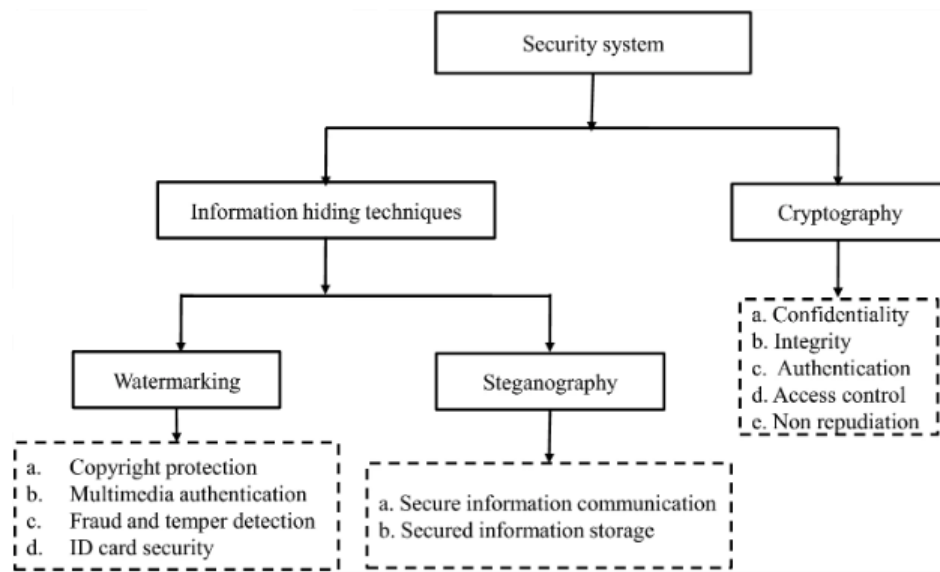 Security system
Information hiding techniques
Cryptography
a. Confidentiality
b. Integrity
c. Authentication
d. Access control
e. Non repudiation
Watermarking
Steganography
a. Copyright protection
b. Multimedia authentication
c. Fraud and temper detection
d. ID card security
a. Secure information communication
b. Secured information storage